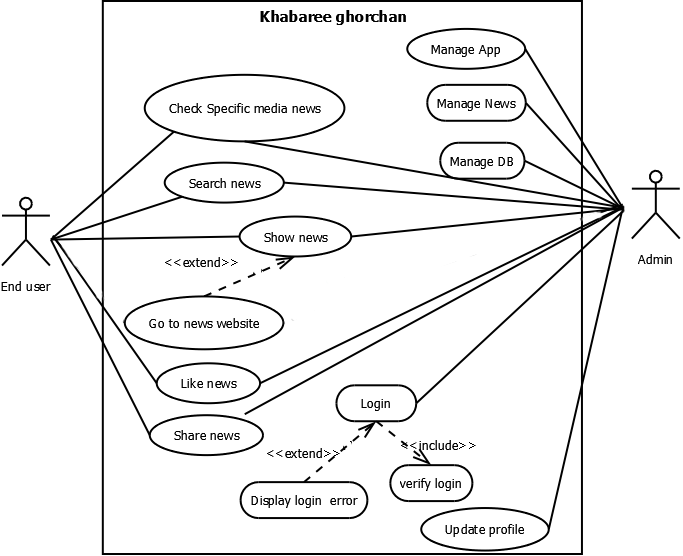 Khabaree ghorchan
Manage App
Check Specific media news
Manage News
Manage DB
Search news
Show news
<<extend>>
End user
Admin
Go to news website
Like news
Login
Share news
<<extend>>
<<include>>
verify login
Display login  error
Update profile